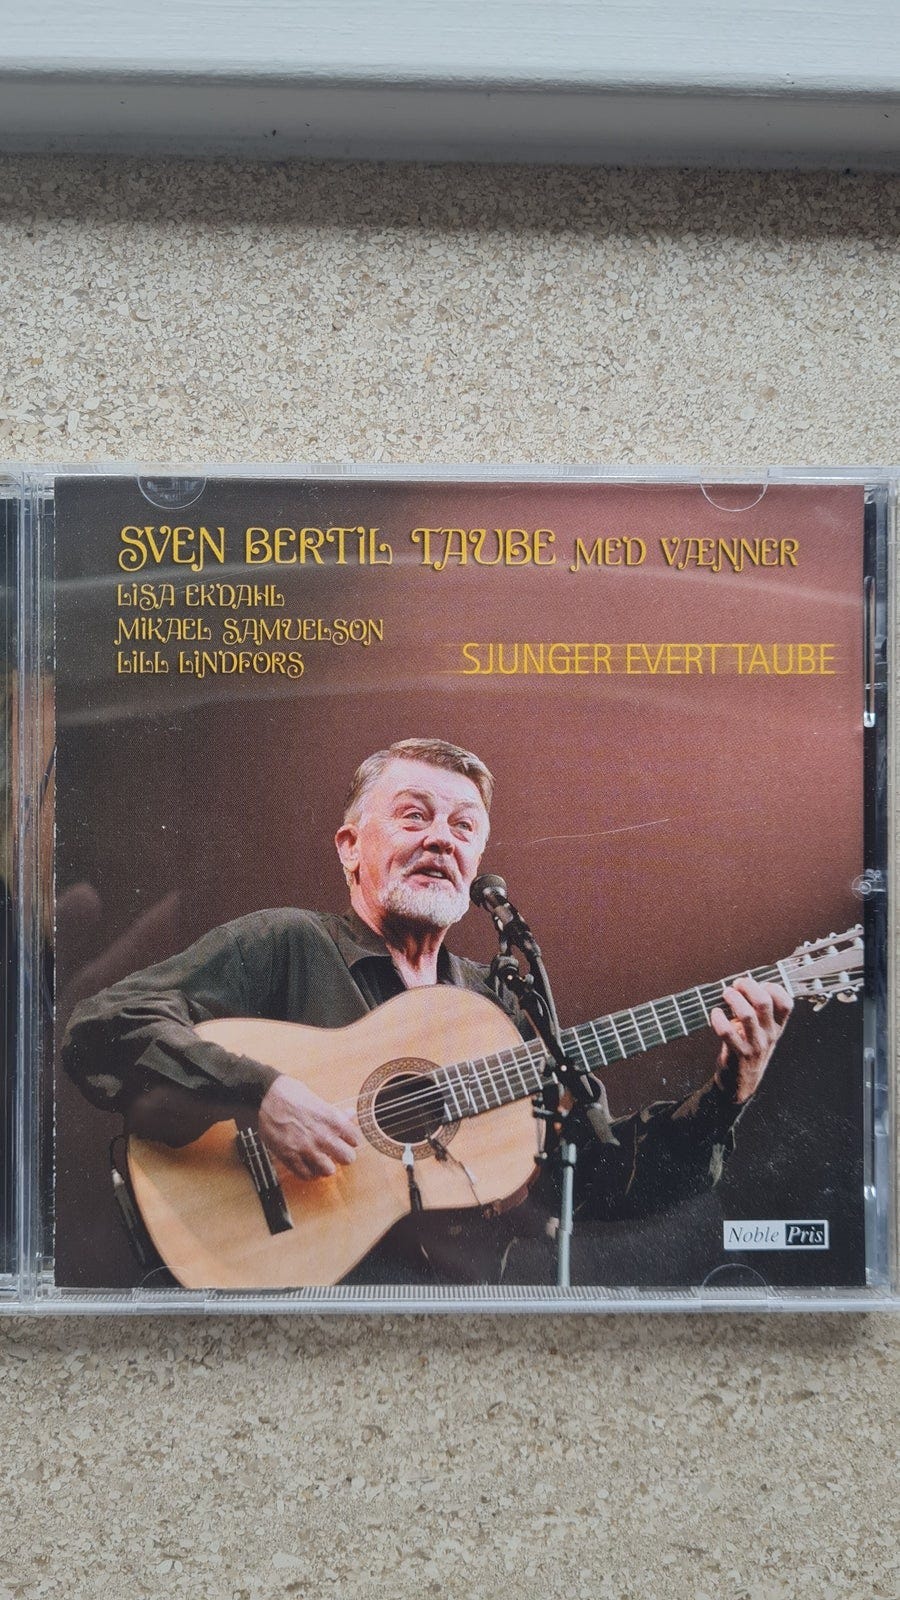 SVEN BERTIL TAUBE MED VÆNNER
LISA EKDAHL
MIKAEL SAMUELSON
LILL LINDFORS
SJUNGER EVERT TAUBE
Noble Pris